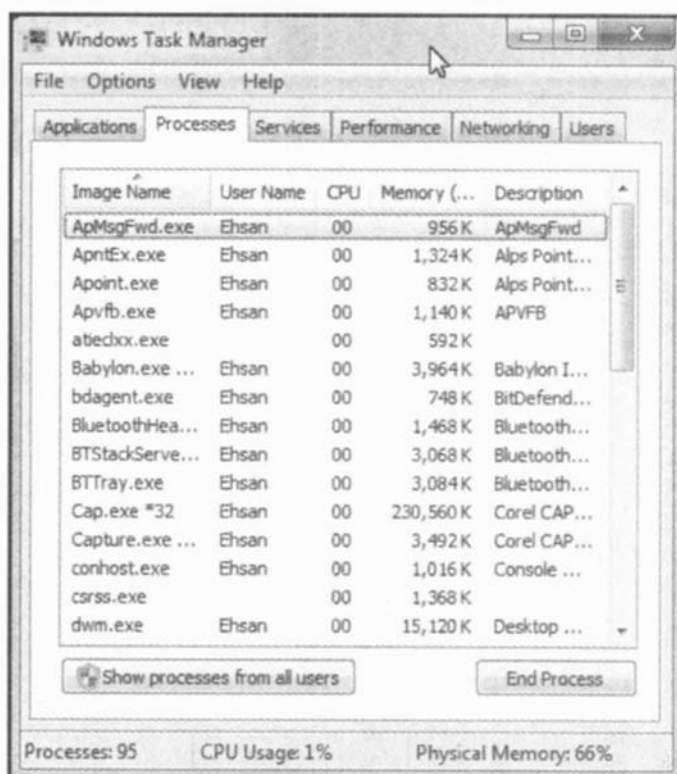 Windows Task Manager
File Options View Help
Applications Processes Services Performance Networking Users
Image Name User Name CPU Memory (... Description
ApMsgFwd.exe Ehsan 00 956 K ApMsgFwd
ApntEx.exe Ehsan 00 1,324 K Alps Point...
Apoint.exe Ehsan 00 832 K Alps Point...
Apvfb.exe Ehsan 00 1,140 K APVFB
atieclxx.exe 00 592 K
Babylon.exe ... Ehsan 00 3,964 K Babylon I...
bdagent.exe Ehsan 00 748 K BitDefend...
BluetoothHea... Ehsan 00 1,468 K Bluetooth...
BTStackServe... Ehsan 00 3,068 K Bluetooth...
BTTray.exe Ehsan 00 3,084 K Bluetooth...
Cap.exe *32 Ehsan 00 230,560 K Corel CAP...
Capture.exe ... Ehsan 00 3,492 K Corel CAP...
conhost.exe Ehsan 00 1,016 K Console ...
csrss.exe 00 1,368 K
dwm.exe Ehsan 00 15,120 K Desktop ...
Show processes from all users End Process
Processes: 95 CPU Usage: 1% Physical Memory: 66%